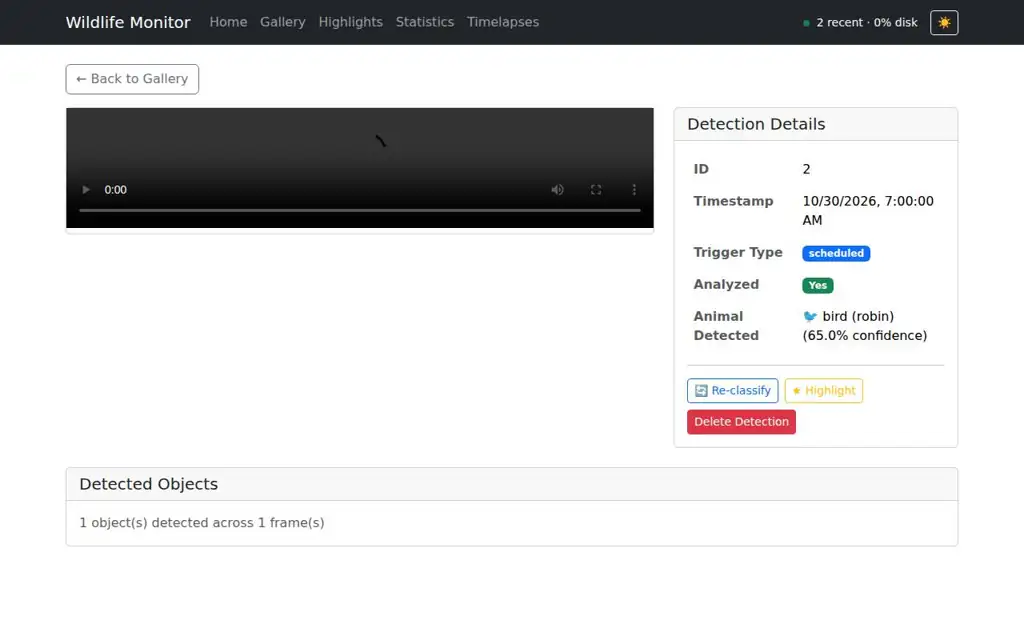 Wildlife Monitor Home Gallery Highlights Statistics Timelapses 2 recent · 0% disk
← Back to Gallery
0:00
Detection Details
ID 2
Timestamp 10/30/2026, 7:00:00
AM
Trigger Type scheduled
Analyzed Yes
Animal bird (robin)
Detected (65.0% confidence)
Re-classify Highlight
Delete Detection
Detected Objects
1 object(s) detected across 1 frame(s)